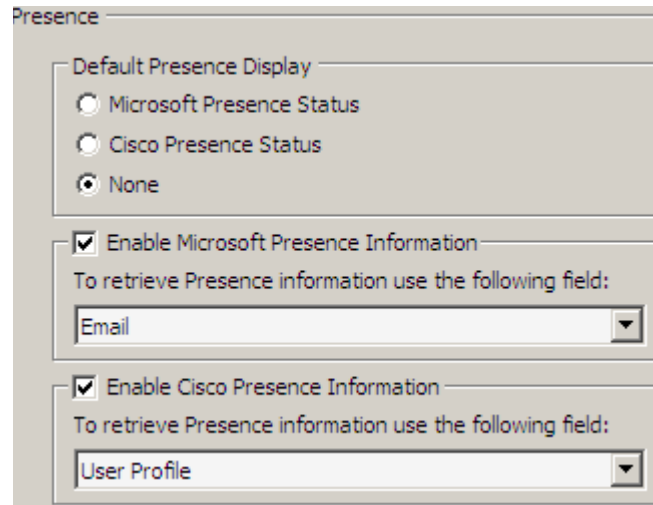 Presence
Default Presence Display
Microsoft Presence Status
Cisco Presence Status
None
Enable Microsoft Presence Information
To retrieve Presence information use the following field:
Email
Enable Cisco Presence Information
To retrieve Presence information use the following field:
User Profile